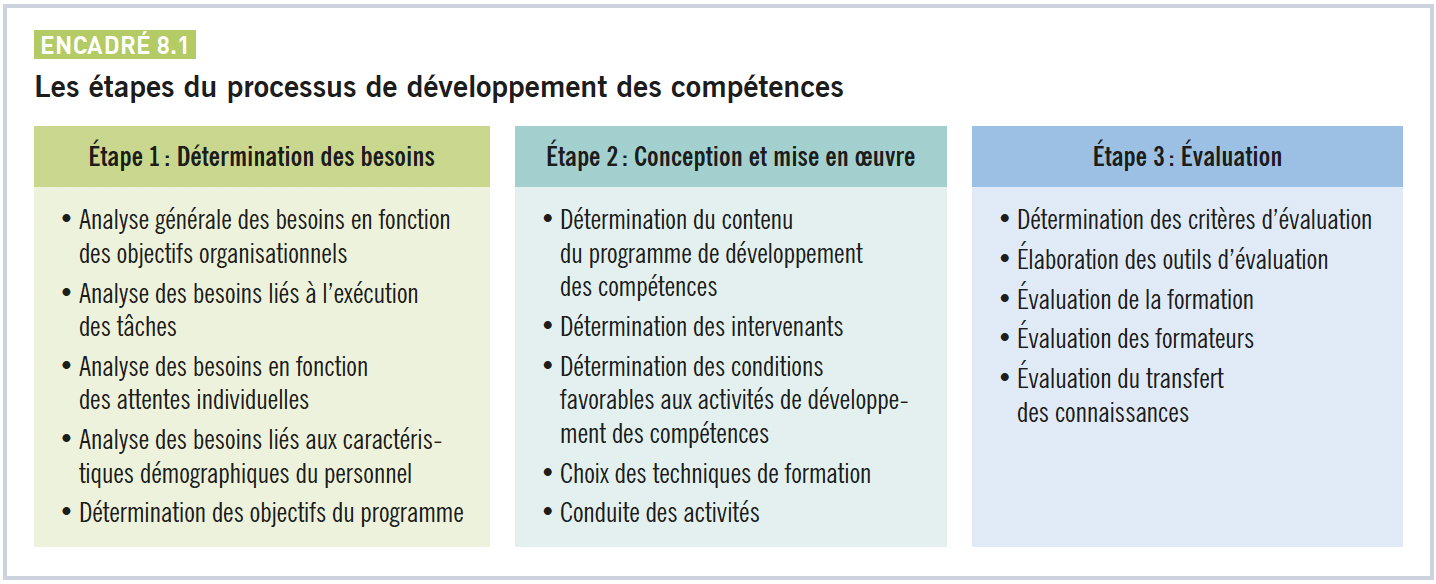 ENCADRÉ 8.1
Les étapes du processus de développement des compétences
Étape 1 : Détermination des besoins
• Analyse générale des besoins en fonction
des objectifs organisationnels
• Analyse des besoins liés à l’exécution
des tâches
• Analyse des besoins en fonction
des attentes individuelles
• Analyse des besoins liés aux caractéris-
tiques démographiques du personnel
• Détermination des objectifs du programme
Étape 2 : Conception et mise en œuvre
• Détermination du contenu
du programme de développement
des compétences
• Détermination des intervenants
• Détermination des conditions
favorables aux activités de développe-
ment des compétences
• Choix des techniques de formation
• Conduite des activités
Étape 3 : Évaluation
• Détermination des critères d’évaluation
• Élaboration des outils d’évaluation
• Évaluation de la formation
• Évaluation des formateurs
• Évaluation du transfert
des connaissances